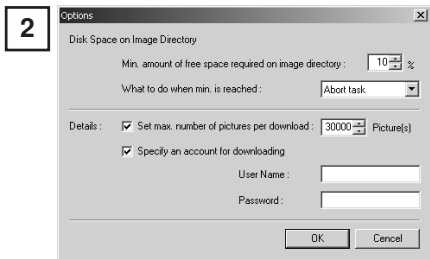 2
Options
Disk Space on Image Directory
Min. amount of free space required on image directory : 10 %
What to do when min. is reached : Abort task
Details : Set max. number of pictures per download : 30000 Picture(s)
Specify an account for downloading
User Name :
Password :
OK Cencel